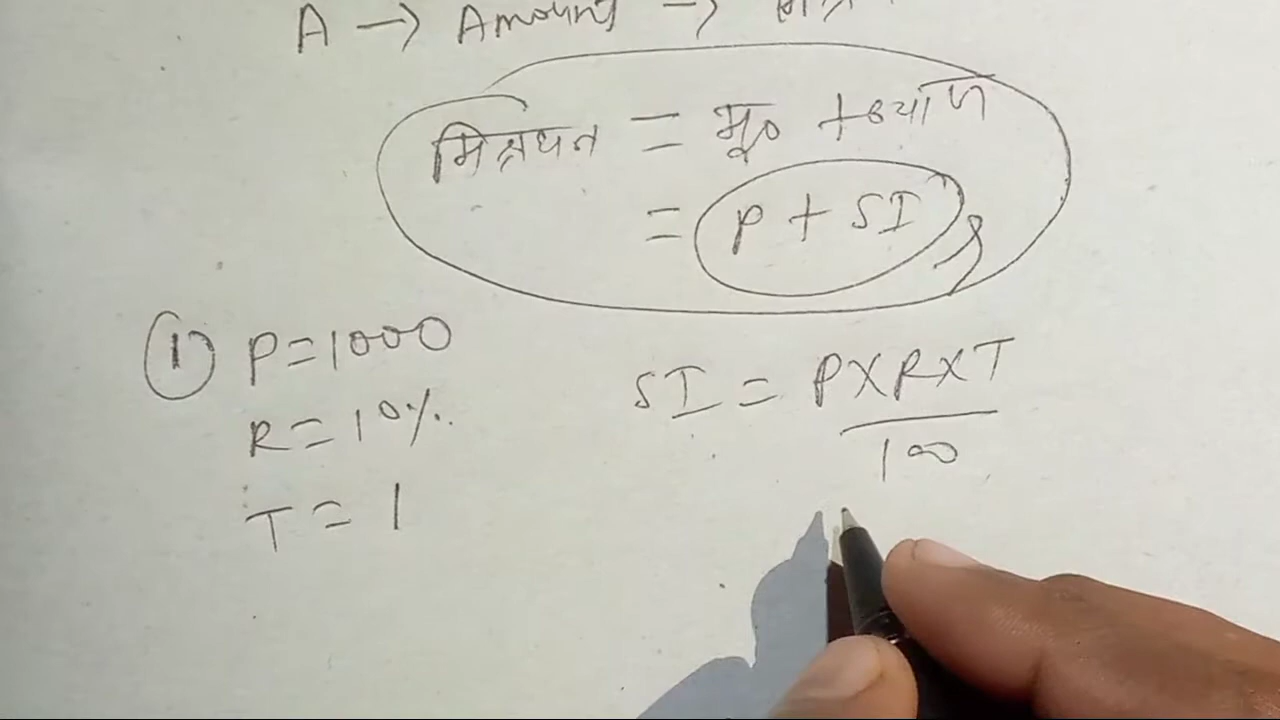 A → Amount →
मिश्रधन = मू० + ब्याज
= P + SI
① P = 1000
R = 10%.
T = 1
SI = P X R X T
100